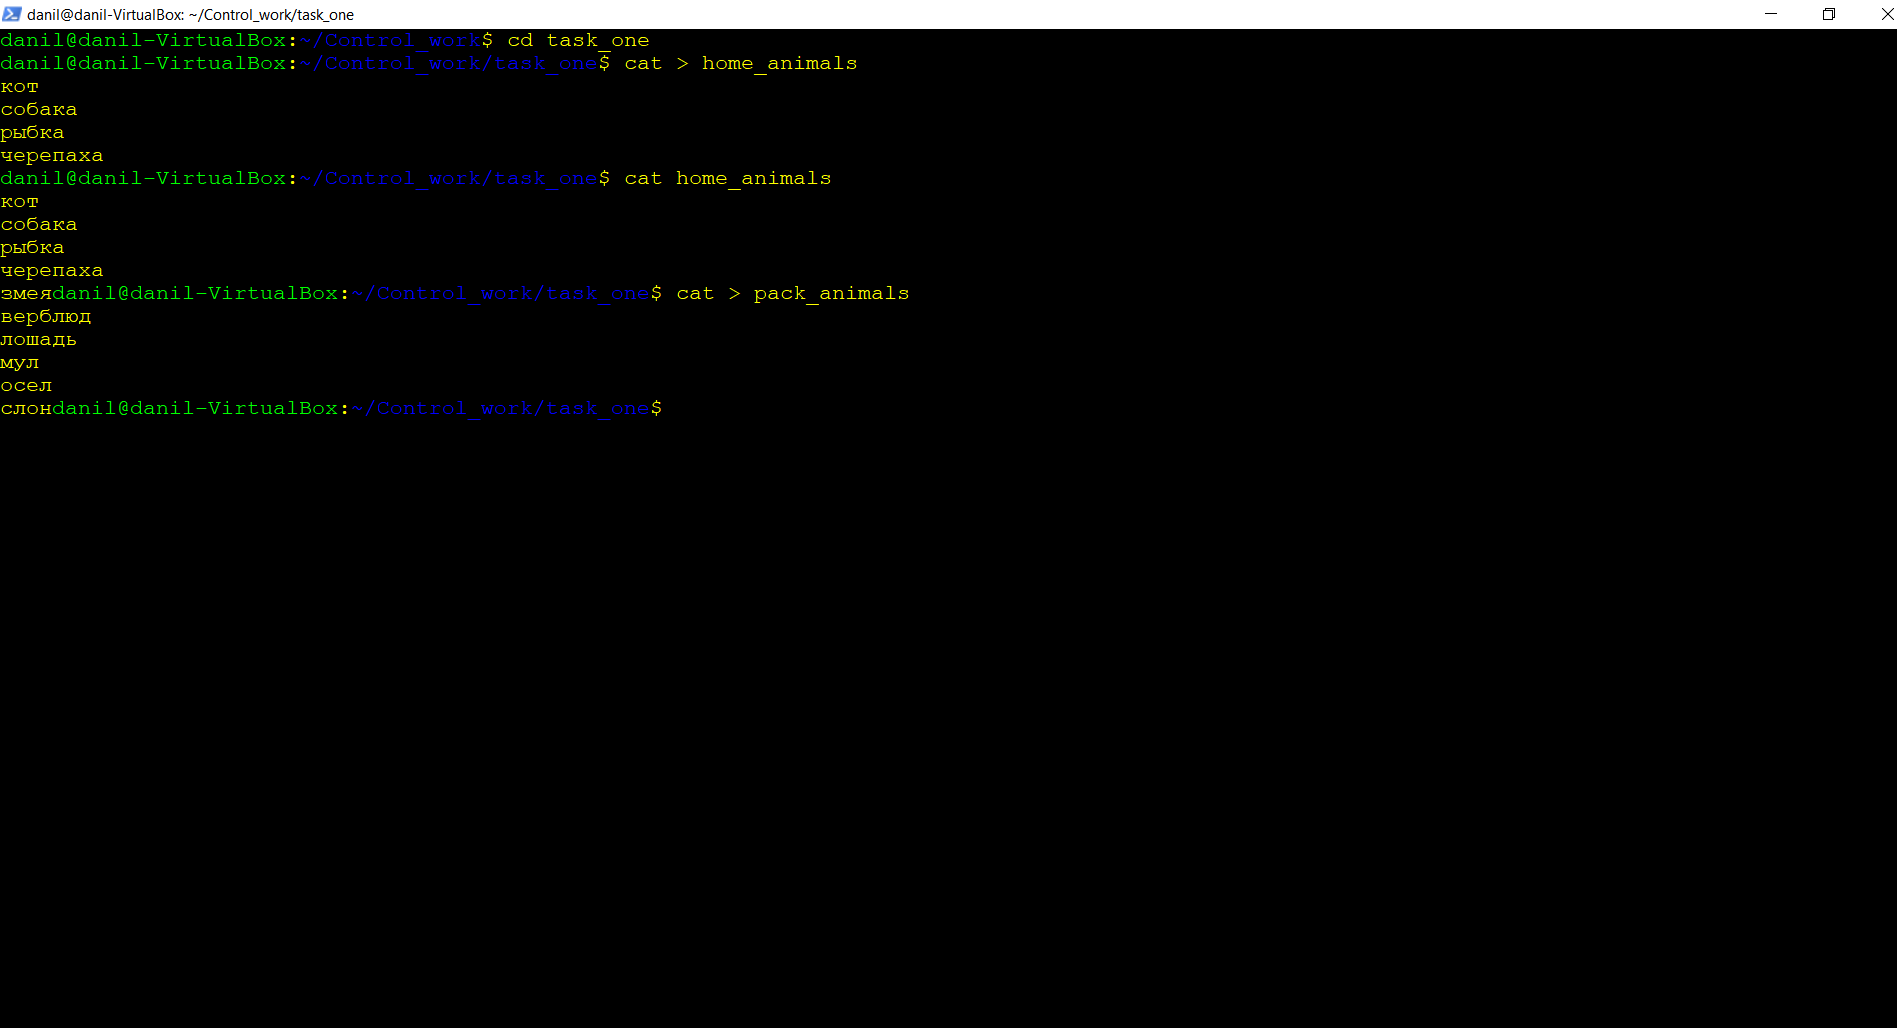 danil@danil-VirtualBox: ~/Control_work/task_one
danil@danil-VirtualBox:~/Control_work$ cd task_one
danil@danil-VirtualBox:~/Control_work/task_one$ cat > home_animals
кот
собака
рыбка
черепаха
danil@danil-VirtualBox:~/Control_work/task_one$ cat home_animals
кот
собака
рыбка
черепаха
змеяdanil@danil-VirtualBox:~/Control_work/task_one$ cat > pack_animals
верблюд
лошадь
мул
осел
слонdanil@danil-VirtualBox:~/Control_work/task_one$